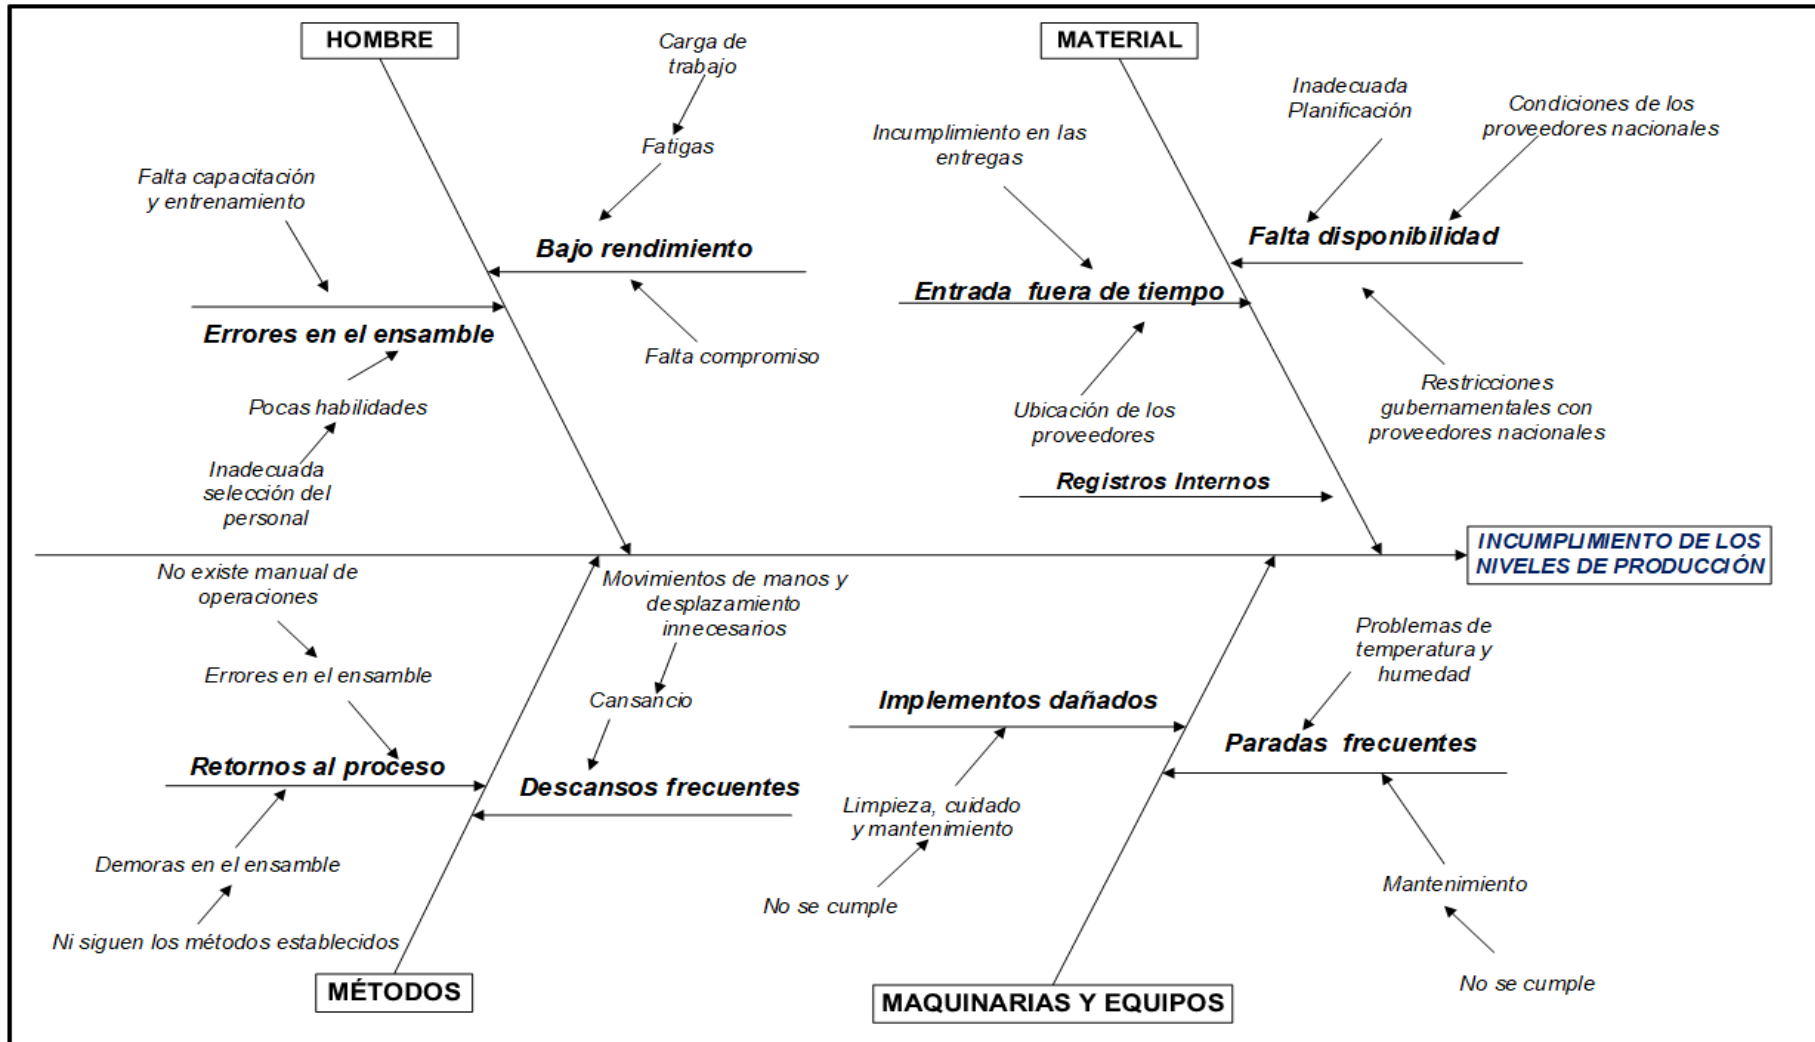 HOMBRE
Carga de
trabajo
Fatigas
Falta capacitación
y entrenamiento
Bajo rendimiento
Errores en el ensamble
Falta compromiso
Pocas habilidades
Inadecuada
selección del
personal
MATERIAL
Inadecuada
Planificación
Condiciones de los
proveedores nacionales
Incumplimiento en las
entregas
Falta disponibilidad
Entrada fuera de tiempo
Ubicación de los
proveedores
Restricciones
gubernamentales con
proveedores nacionales
Registros Internos
INCUMPLIMIENTO DE LOS
NIVELES DE PRODUCCIÓN
No existe manual de
operaciones
Errores en el ensamble
Movimientos de manos y
desplazamiento
innecesarios
Cansancio
Retornos al proceso
Descansos frecuentes
Demoras en el ensamble
Ni siguen los métodos establecidos
MÉTODOS
Problemas de
temperatura y
humedad
Implementos dañados
Paradas frecuentes
Limpieza, cuidado
y mantenimiento
No se cumple
Mantenimiento
No se cumple
MAQUINARIAS Y EQUIPOS